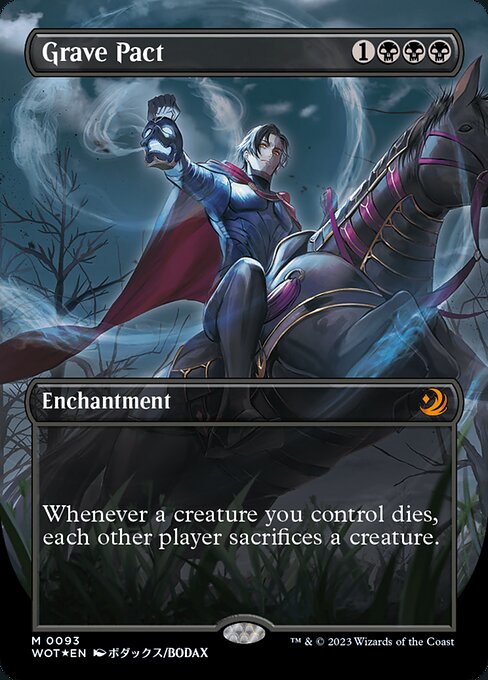 Grave Pact 1
Enchantment
Whenever a creature you control dies,
each other player sacrifices a creature.
M 0093
WOT★EN ボダックス/BODAX
™ & © 2023 Wizards of the Coast